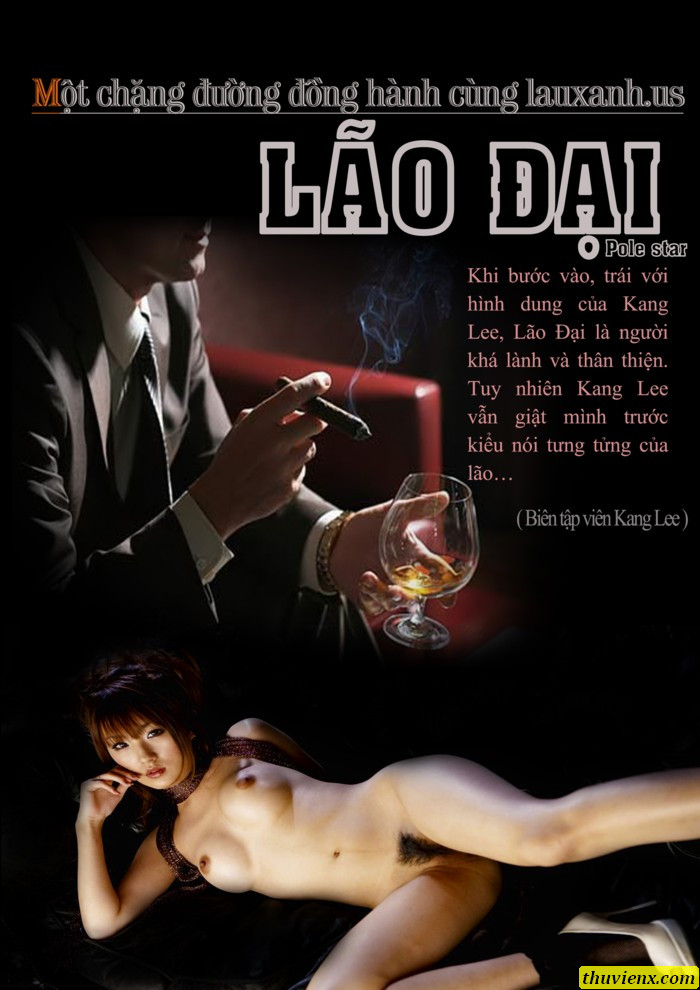 Một chặng đường đồng hành cùng lauxanh.us
LÃO ĐẠI
Pole star
Khi bước vào, trái với
hình dung của Kang
Lee, Lão Đại là người
khá lành và thân thiện.
Tuy nhiên Kang Lee
vẫn giật mình trước
kiểu nói tưng tửng của
lão…
( Biên tập viên Kang Lee )
thuvienx.com